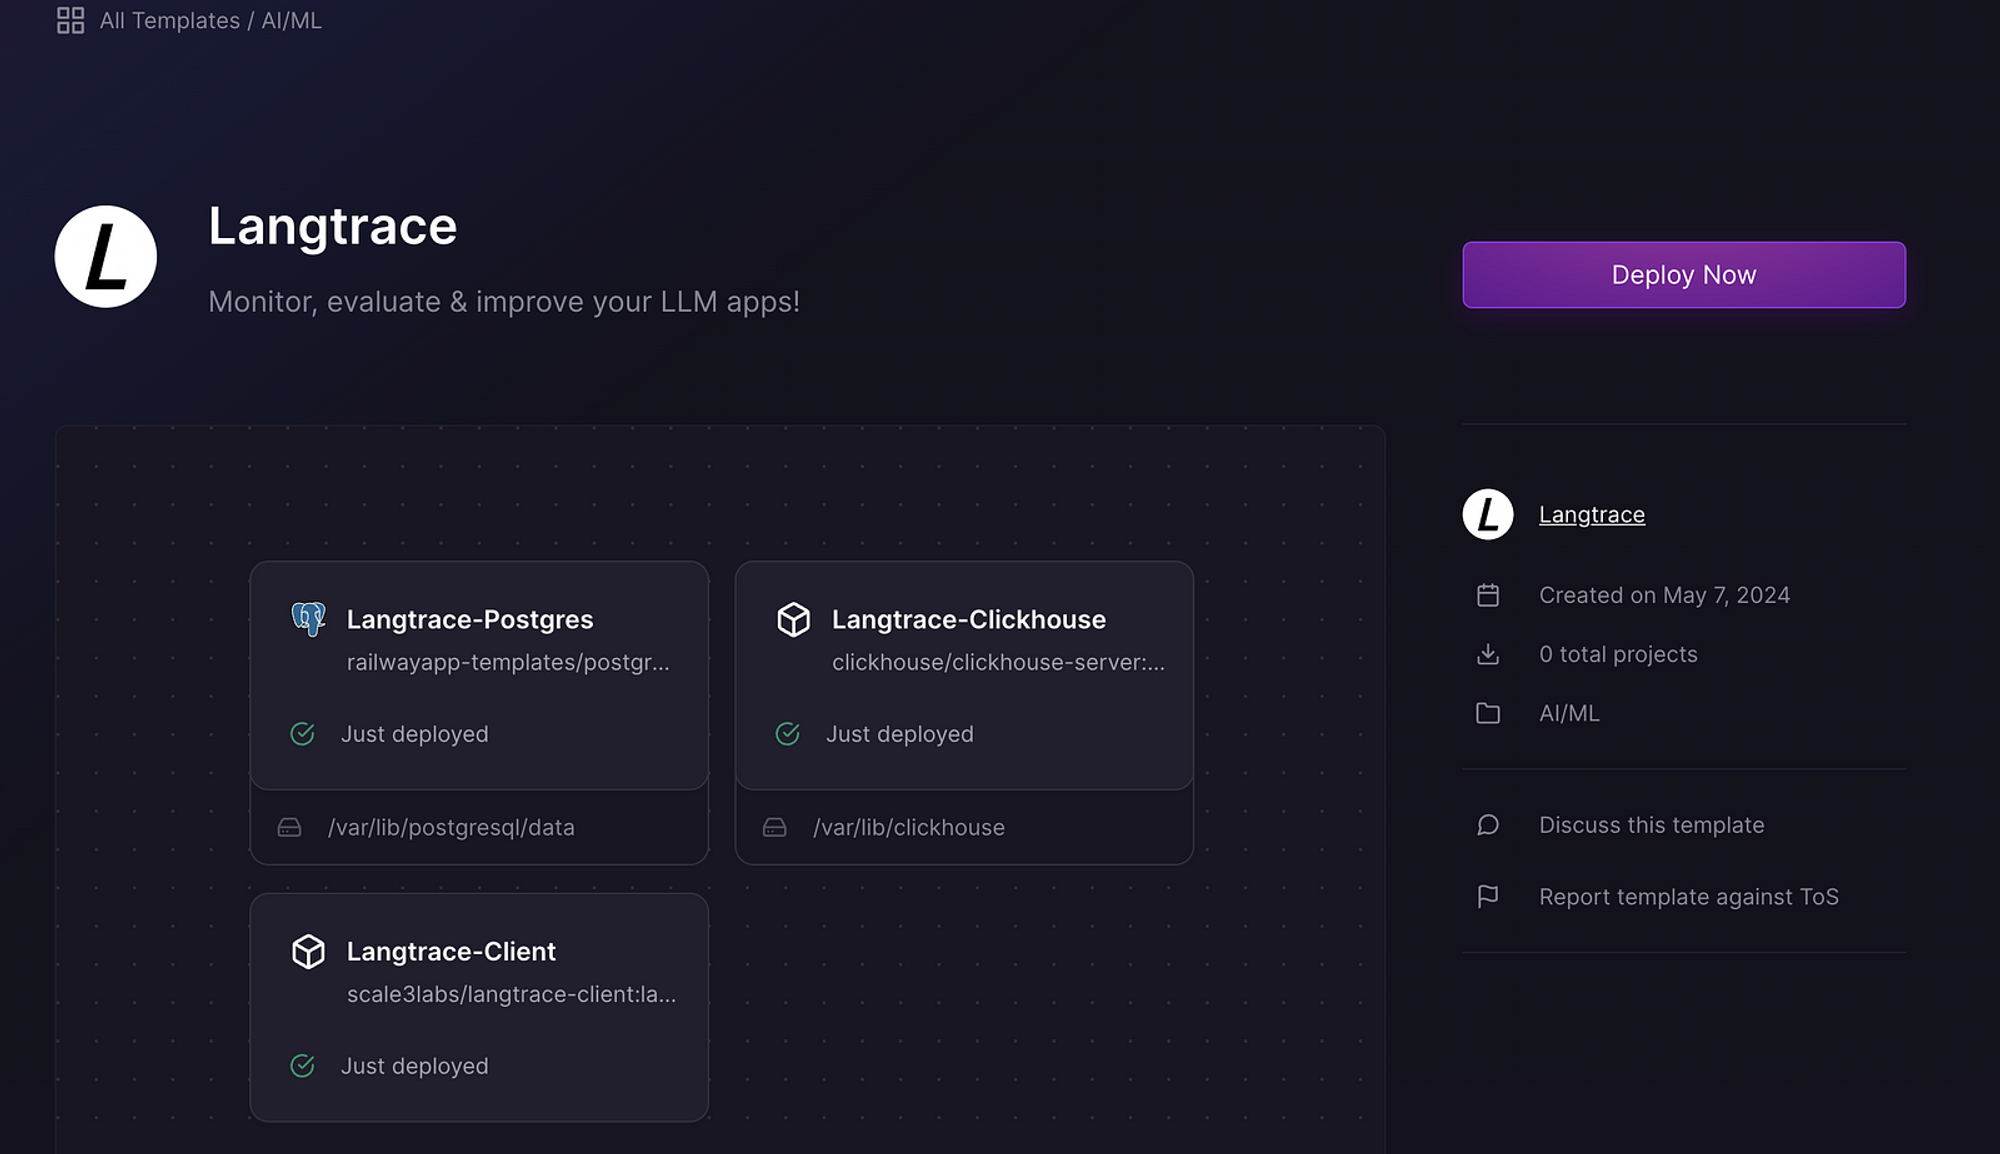 All Templates / AI/ML
L
Langtrace
Monitor, evaluate & improve your LLM apps!
Deploy Now
L
Langtrace
Created on May 7, 2024
0 total projects
AI/ML
Discuss this template
Report template against ToS
Langtrace-Postgres
railwayapp-templates/postgr...
Just deployed
/var/lib/postgresql/data
Langtrace-Clickhouse
clickhouse/clickhouse-server:...
Just deployed
/var/lib/clickhouse
Langtrace-Client
scale3labs/langtrace-client:la...
Just deployed